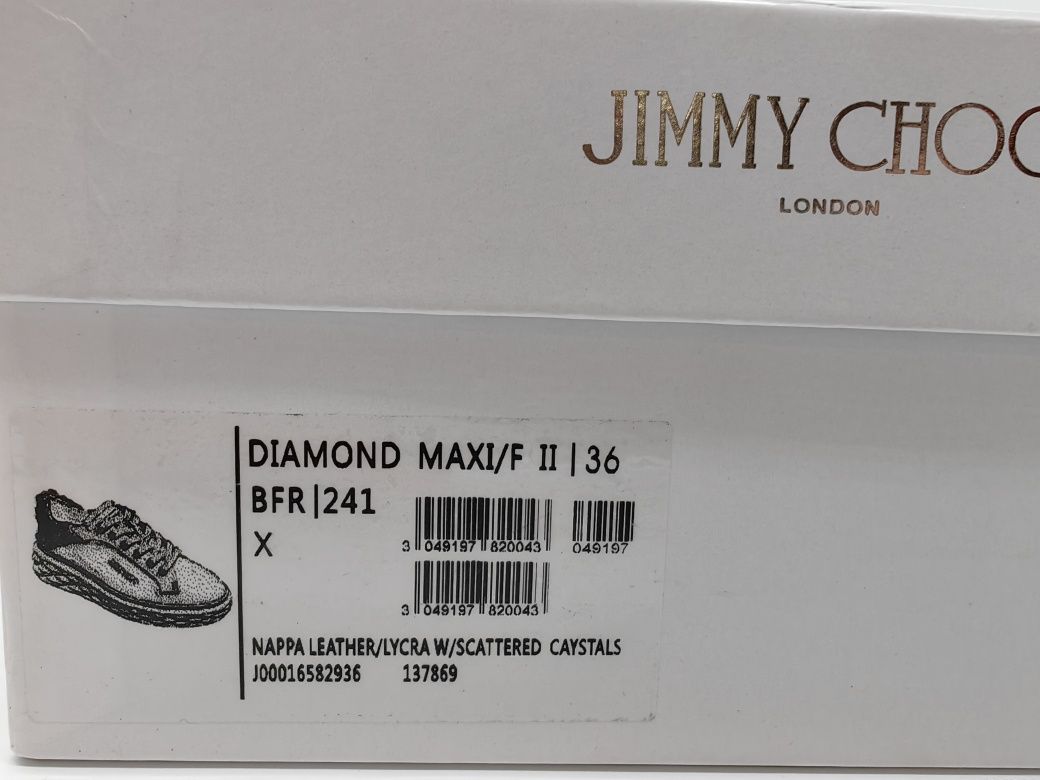 JIMMY CHOO
LONDON
DIAMOND MAXI/F II | 36
BFR | 241
X
3 049197 820043
049197
3 049197 820043
NAPPA LEATHER/LYCRA W/SCATTERED CAYSTALS
J00016582936 137869